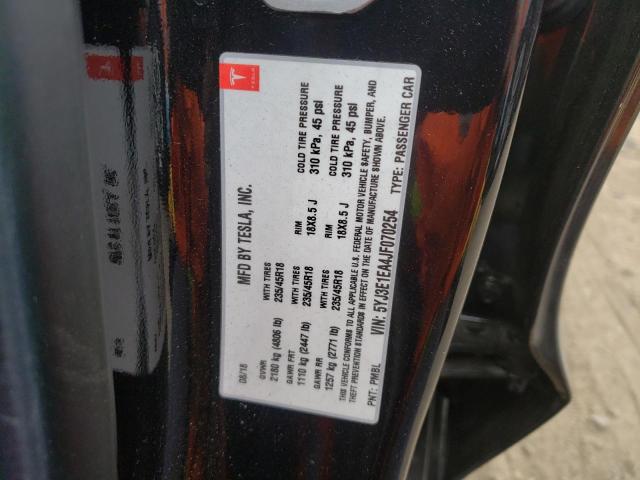 TESLA
MFD BY TESLA, INC.
08/18
GVWR WITH TIRES RIM COLD TIRE PRESSURE
2180 kg (4806 lb) 235/45R18 18X8.5 J 310 kPa, 45 psi
GAWR FRT WITH TIRES RIM COLD TIRE PRESSURE
1110 kg (2447 lb) 235/45R18 18X8.5 J 310 kPa, 45 psi
GAWR RR WITH TIRES
1257 kg (2771 lb) 235/45R18
THIS VEHICLE CONFORMS TO ALL APPLICABLE U.S. FEDERAL MOTOR VEHICLE SAFETY, BUMPER, AND
THEFT PREVENTION STANDARDS IN EFFECT ON THE DATE OF MANUFACTURE SHOWN ABOVE.
PNT: PMBL VIN: 5YJ3E1EA4JF070254 TYPE: PASSENGER CAR